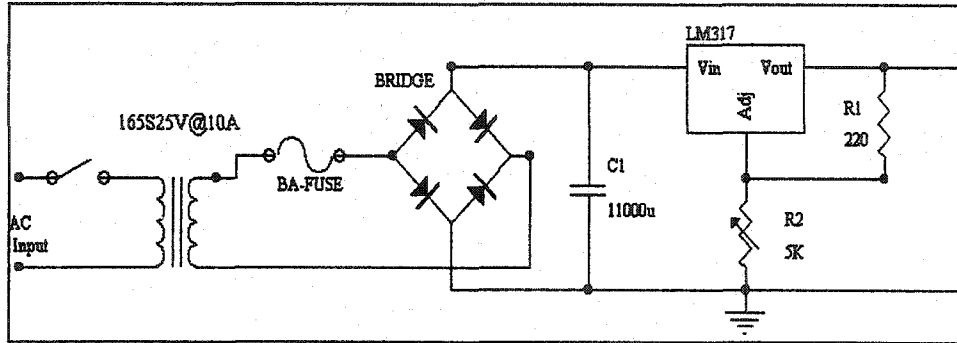 LM317
Vin
Vout
Adj
BRIDGE
R1
220
165S25V@10A
C1
11000u
BA-FUSE
R2
5K
AC
Input